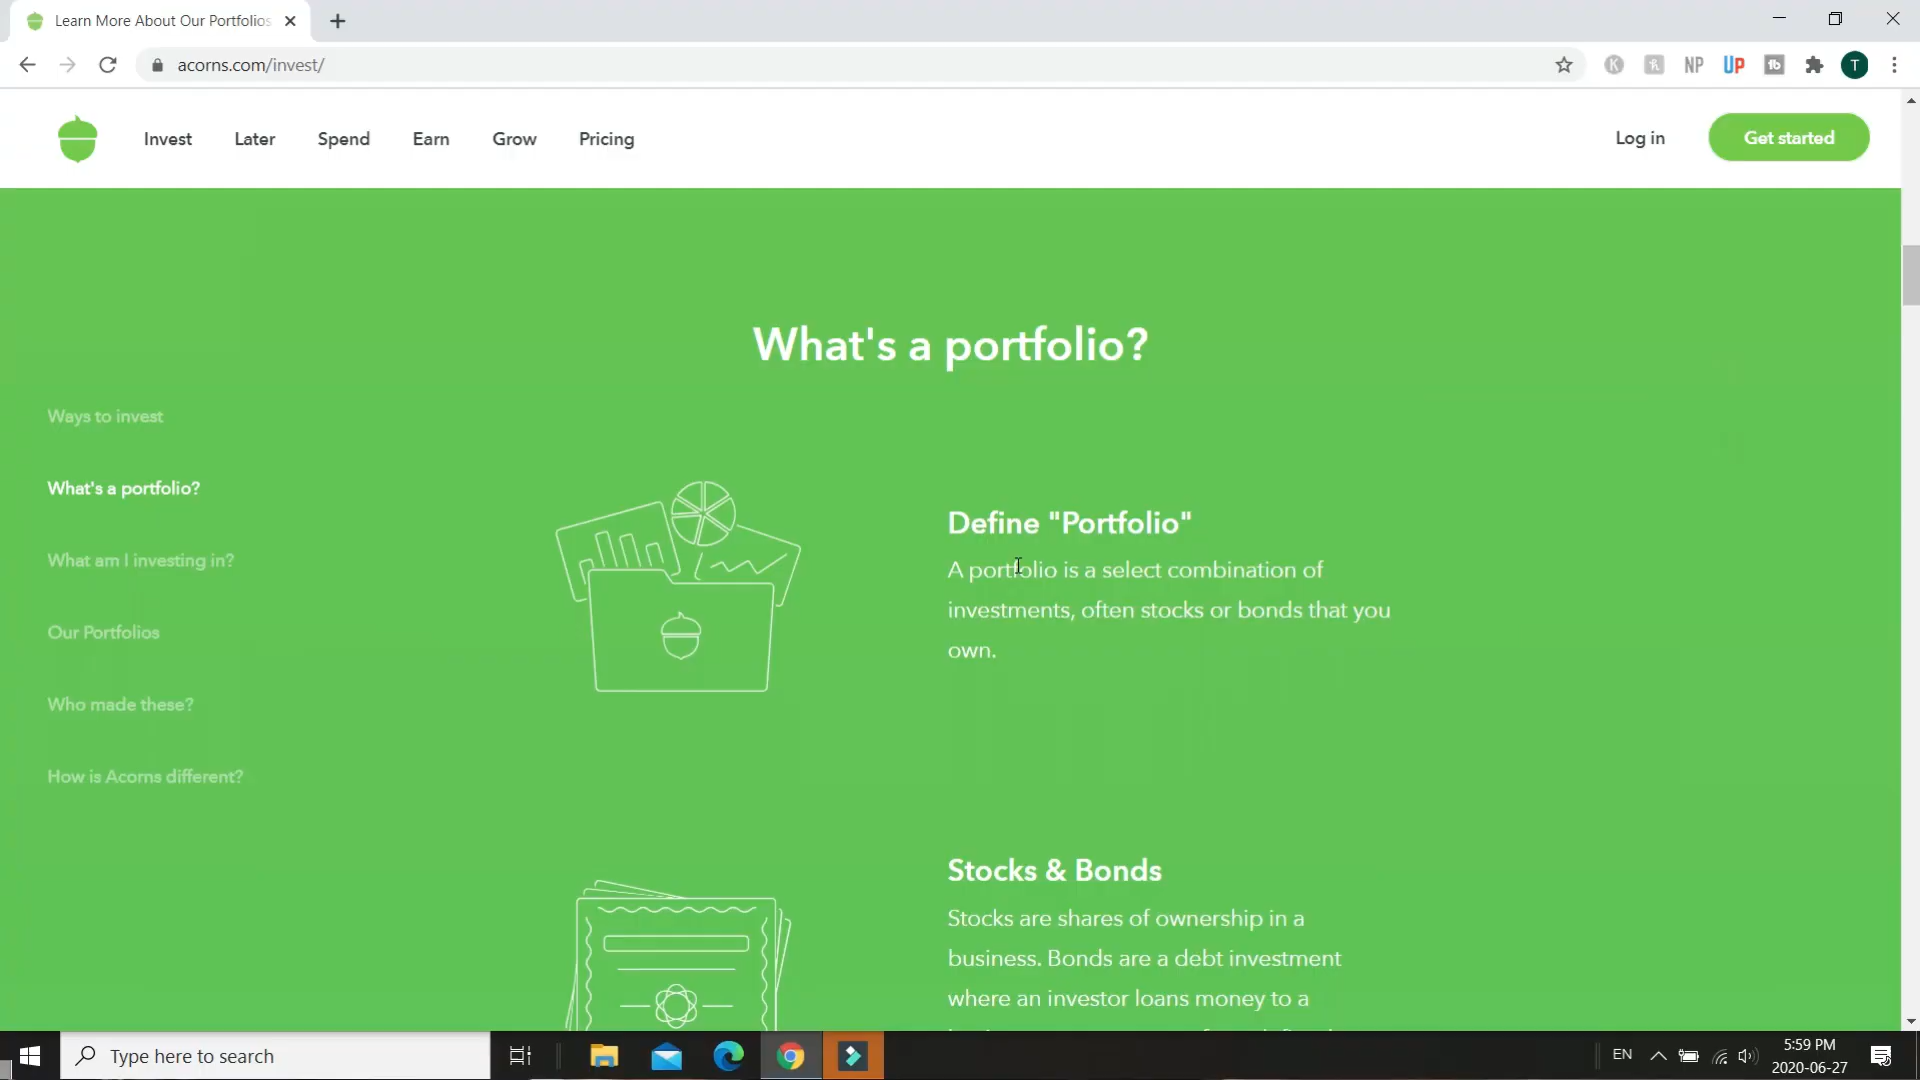 Learn More About Our Portfolios
acorns.com/invest/
NP
UP
T
Invest
Later
Spend
Earn
Grow
Pricing
Log in
Get started
What's a portfolio?
Ways to invest
What's a portfolio?
What am I investing in?
Our Portfolios
Who made these?
How is Acorns different?
Define "Portfolio"
A portfolio is a select combination of
investments, often stocks or bonds that you
own.
Stocks & Bonds
Stocks are shares of ownership in a
business. Bonds are a debt investment
where an investor loans money to a
Type here to search
EN
5:59 PM
2020-06-27